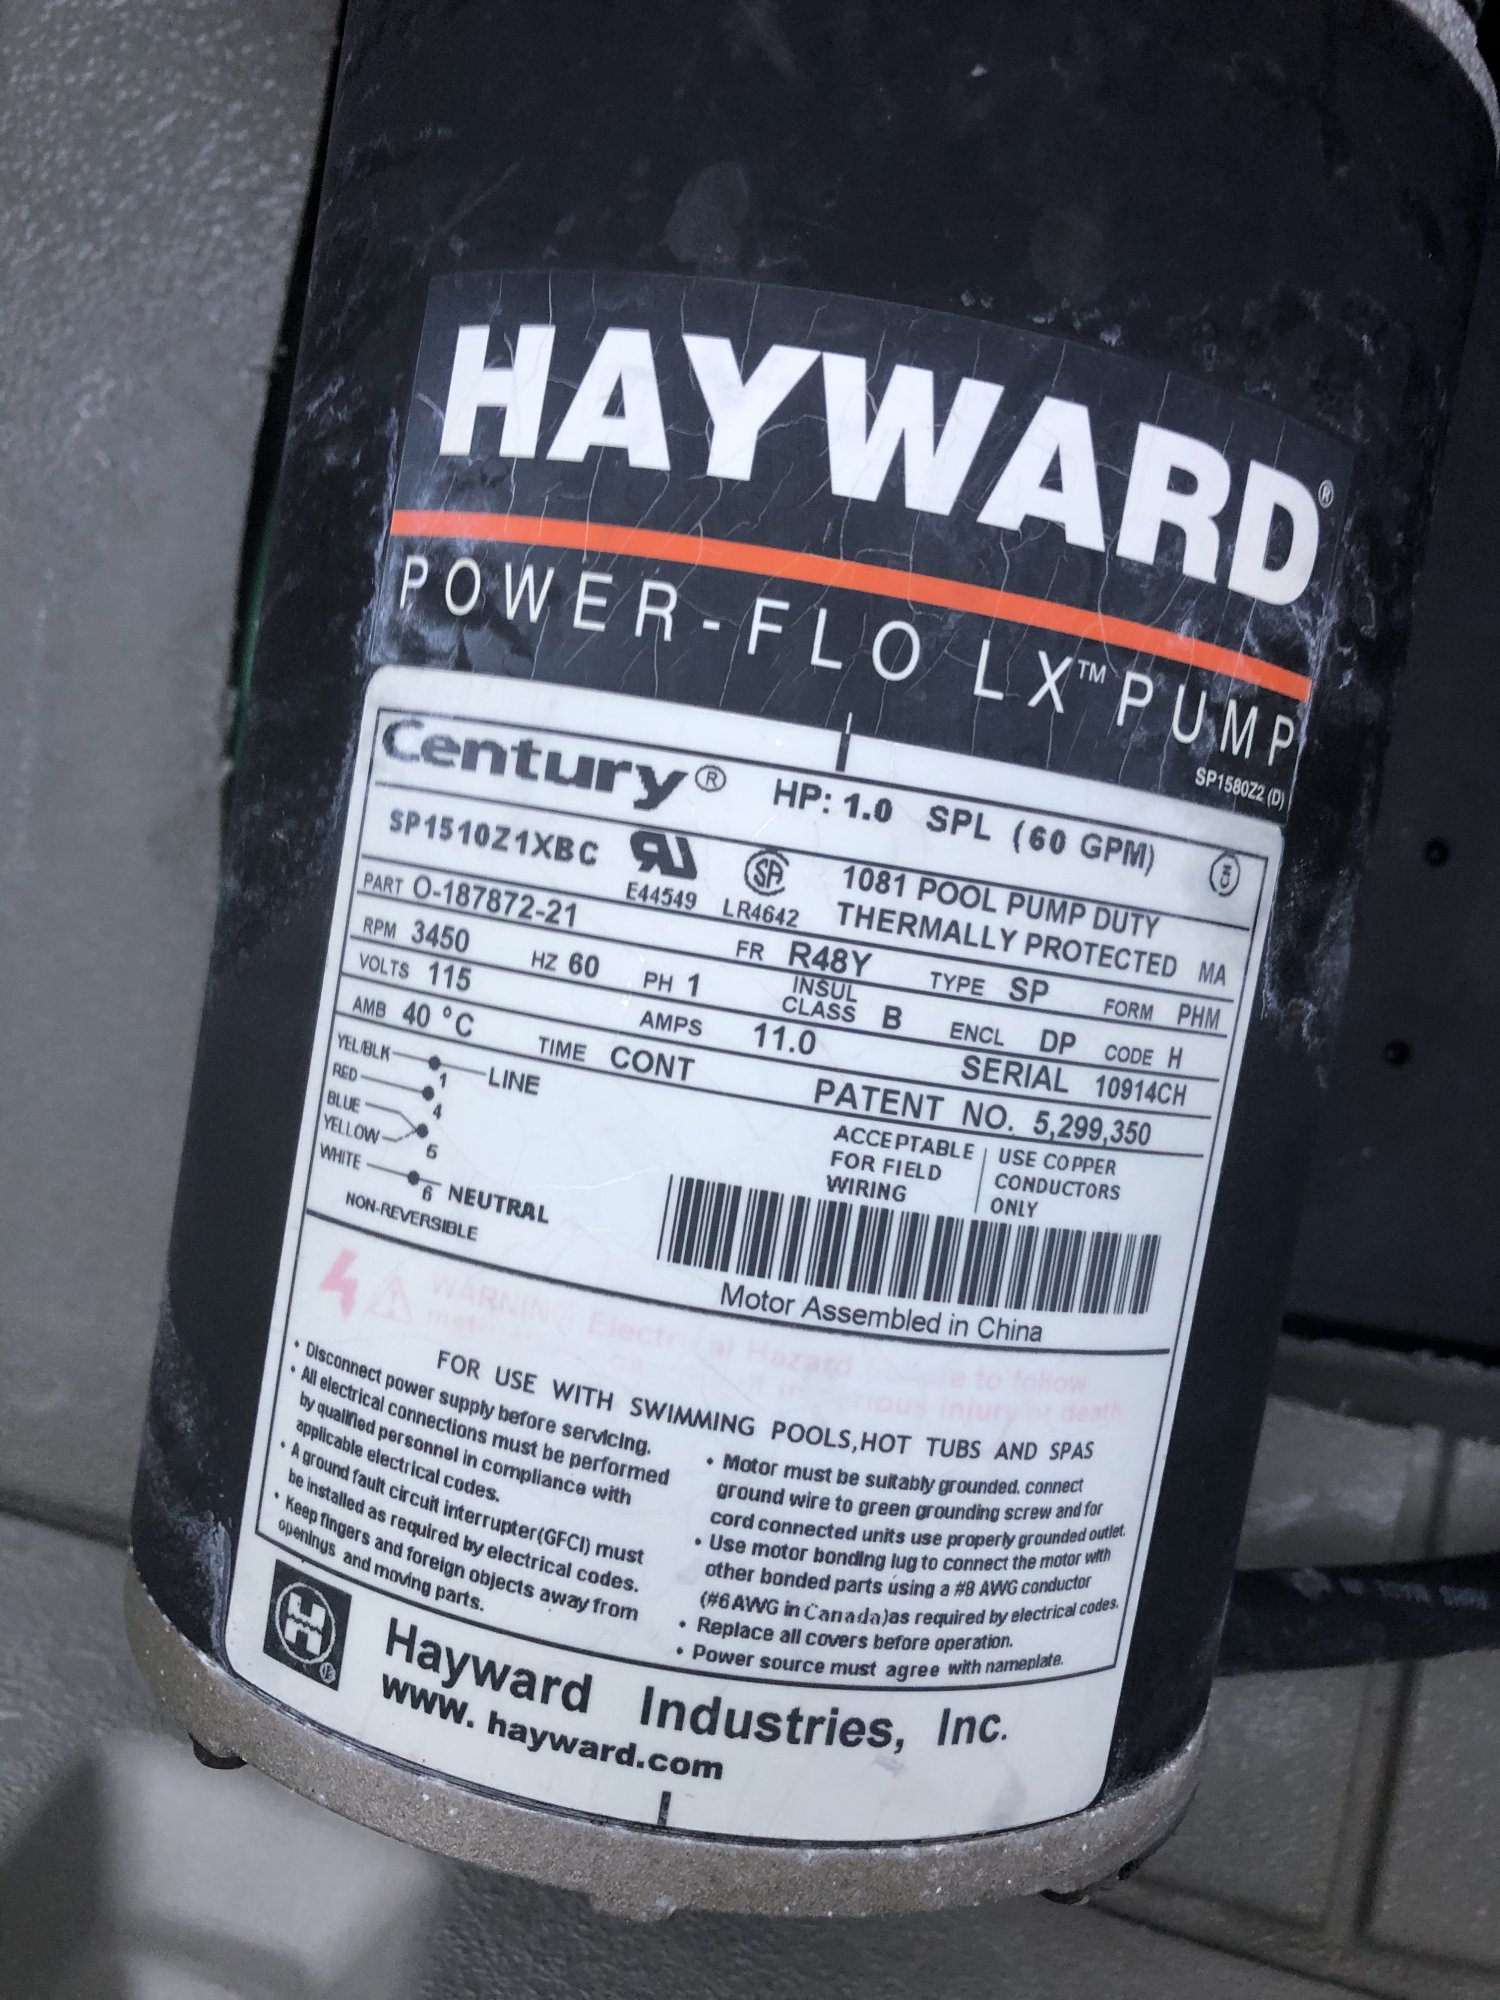 HAYWARD®
POWER-FLO LX™ PUMP
SP1580Z2 (D)
Century® HP: 1.0 SPL (60 GPM)
SP1510Z1XBC
E44549 LR4642
1081 POOL PUMP DUTY
THERMALLY PROTECTED MA
PART O-187872-21 FR R48Y TYPE SP FORM PHM
RPM 3450 HZ 60 PH 1 INSUL CLASS B ENCL DP CODE H
VOLTS 115 AMPS 11.0 SERIAL 10914CH
AMB 40 °C TIME CONT PATENT NO. 5,299,350
YEL/BLK 1 LINE
RED 4
BLUE
YELLOW 5
WHITE 6 NEUTRAL
NON-REVERSIBLE
ACCEPTABLE
FOR FIELD
WIRING
USE COPPER
CONDUCTORS
ONLY
Motor Assembled in China
WARNING Electrical Hazard to follow
injury death
FOR USE WITH SWIMMING POOLS,HOT TUBS AND SPAS
• Disconnect power supply before servicing.
• All electrical connections must be performed
by qualified personnel in compliance with
applicable electrical codes.
• A ground fault circuit interrupter(GFCI) must
be installed as required by electrical codes.
• Keep fingers and foreign objects away from
openings and moving parts.
• Motor must be suitably grounded. connect
ground wire to green grounding screw and for
cord connected units use properly grounded outlet.
• Use motor bonding lug to connect the motor with
other bonded parts using a #8 AWG conductor
(#6 AWG in Canada)as required by electrical codes.
• Replace all covers before operation.
• Power source must agree with nameplate.
Hayward Industries, Inc.
www. hayward.com